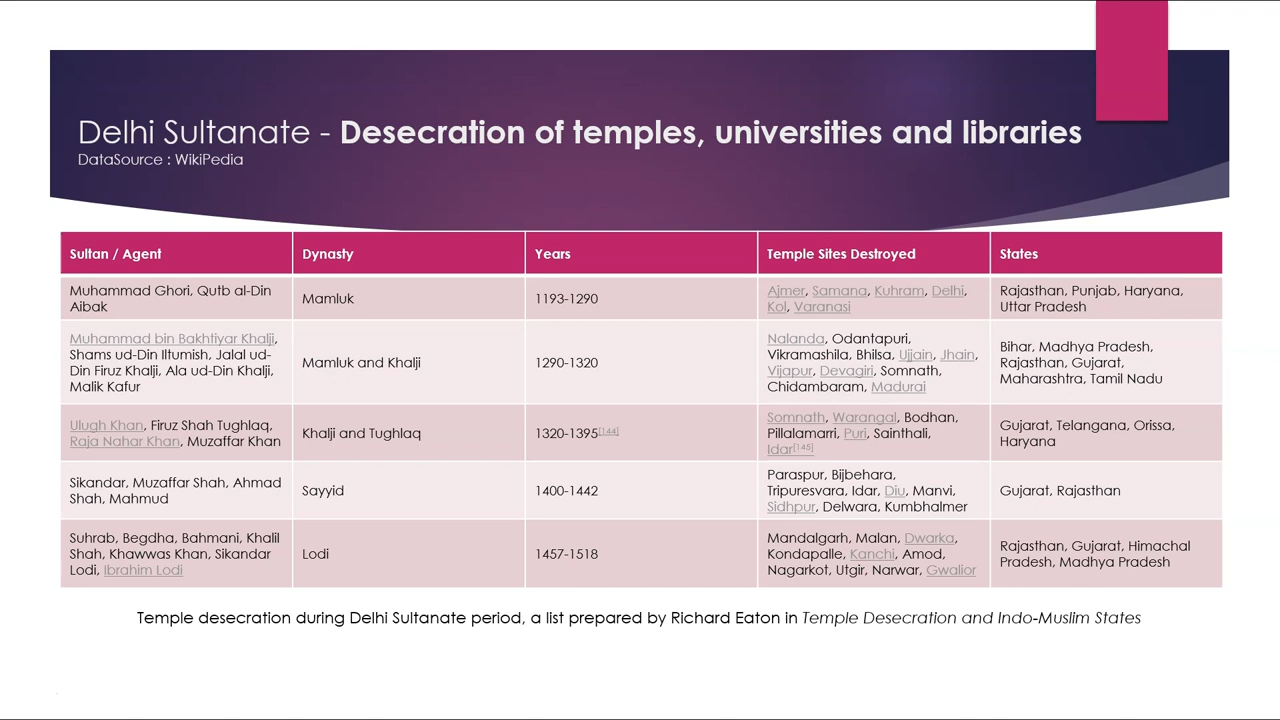 Delhi Sultanate - Desecration of temples, universities and libraries
DataSource : WikiPedia
Sultan / Agent
Dynasty
Years
Temple Sites Destroyed
States
Muhammad Ghori, Qutb al-Din
Aibak
Mamluk
1193-1290
Ajmer, Samana, Kuhram, Delhi,
Kol, Varanasi
Rajasthan, Punjab, Haryana,
Uttar Pradesh
Muhammad bin Bakhtiyar Khalji,
Shams ud-Din Iltumish, Jalal ud-
Din Firuz Khalji, Ala ud-Din Khalji,
Malik Kafur
Mamluk and Khalji
1290-1320
Nalanda, Odantapuri,
Vikramashila, Bhilsa, Ujjain, Jhain,
Vijapur, Devagiri, Somnath,
Chidambaram, Madurai
Bihar, Madhya Pradesh,
Rajasthan, Gujarat,
Maharashtra, Tamil Nadu
Ulugh Khan, Firuz Shah Tughlaq,
Raja Nahar Khan, Muzaffar Khan
Khalji and Tughlaq
1320-1395[144]
Somnath, Warangal, Bodhan,
Pillalamarri, Puri, Sainthali,
Idar[145]
Gujarat, Telangana, Orissa,
Haryana
Sikandar, Muzaffar Shah, Ahmad
Shah, Mahmud
Sayyid
1400-1442
Paraspur, Bijbehara,
Tripuresvara, Idar, Diu, Manvi,
Sidhpur, Delwara, Kumbhalmer
Gujarat, Rajasthan
Suhrab, Begdha, Bahmani, Khalil
Shah, Khawwas Khan, Sikandar
Lodi, Ibrahim Lodi
Lodi
1457-1518
Mandalgarh, Malan, Dwarka,
Kondapalle, Kanchi, Amod,
Nagarkot, Utgir, Narwar, Gwalior
Rajasthan, Gujarat, Himachal
Pradesh, Madhya Pradesh
Temple desecration during Delhi Sultanate period, a list prepared by Richard Eaton in Temple Desecration and Indo-Muslim States